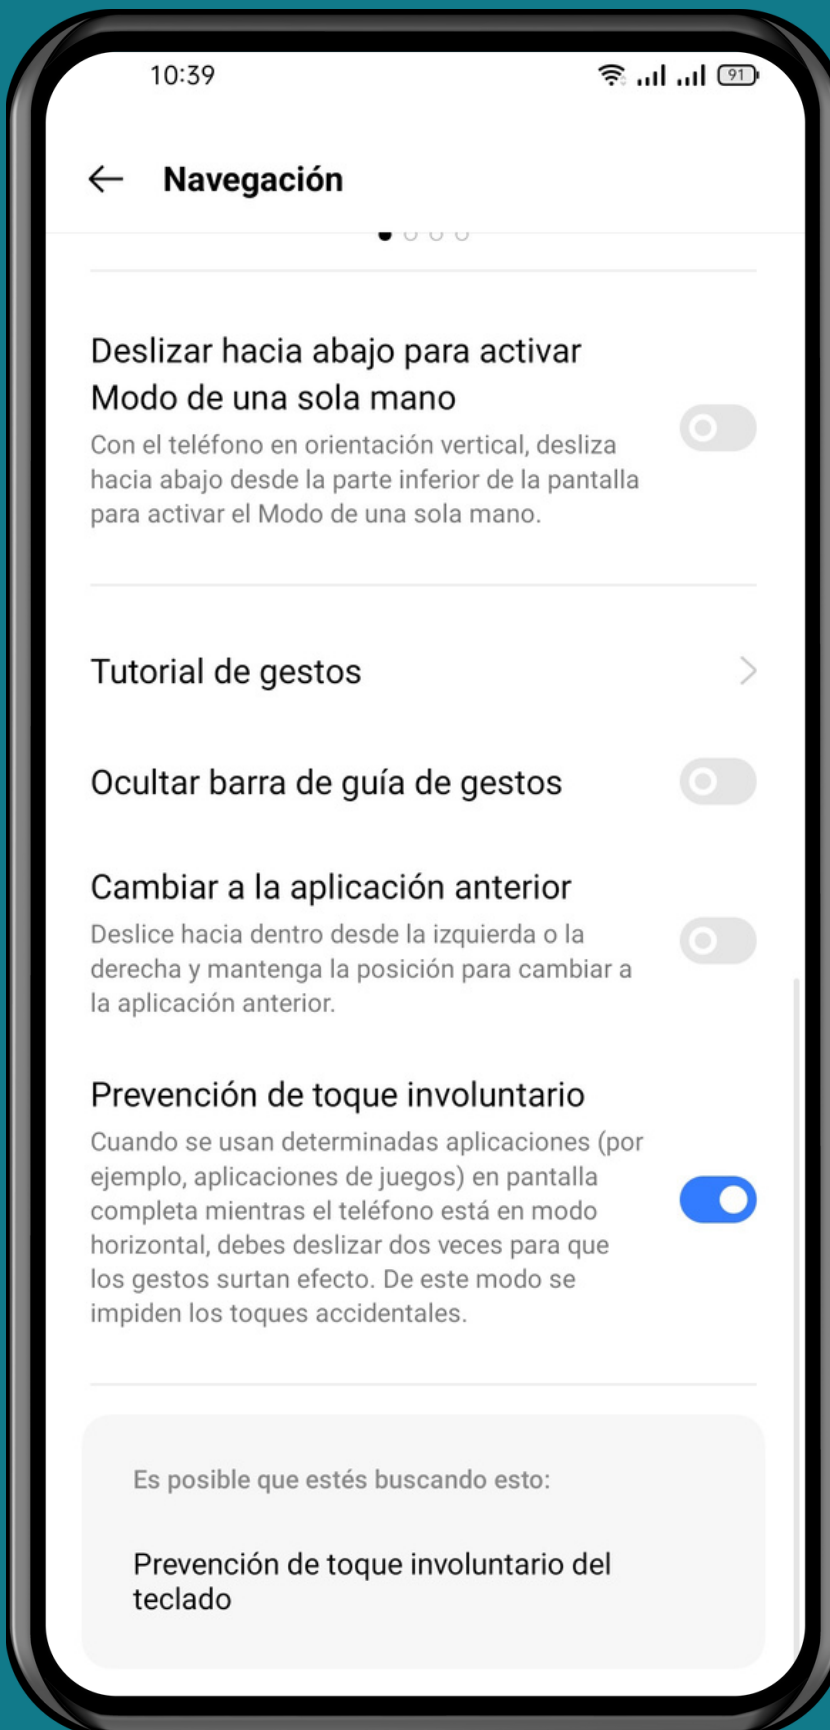 10:39
91
Navegación
Deslizar hacia abajo para activar
Modo de una sola mano
Con el teléfono en orientación vertical, desliza
hacia abajo desde la parte inferior de la pantalla
para activar el Modo de una sola mano.
Tutorial de gestos
Ocultar barra de guía de gestos
Cambiar a la aplicación anterior
Deslice hacia dentro desde la izquierda o la
derecha y mantenga la posición para cambiar a
la aplicación anterior.
Prevención de toque involuntario
Cuando se usan determinadas aplicaciones (por
ejemplo, aplicaciones de juegos) en pantalla
completa mientras el teléfono está en modo
horizontal, debes deslizar dos veces para que
los gestos surtan efecto. De este modo se
impiden los toques accidentales.
Es posible que estés buscando esto:
Prevención de toque involuntario del
teclado